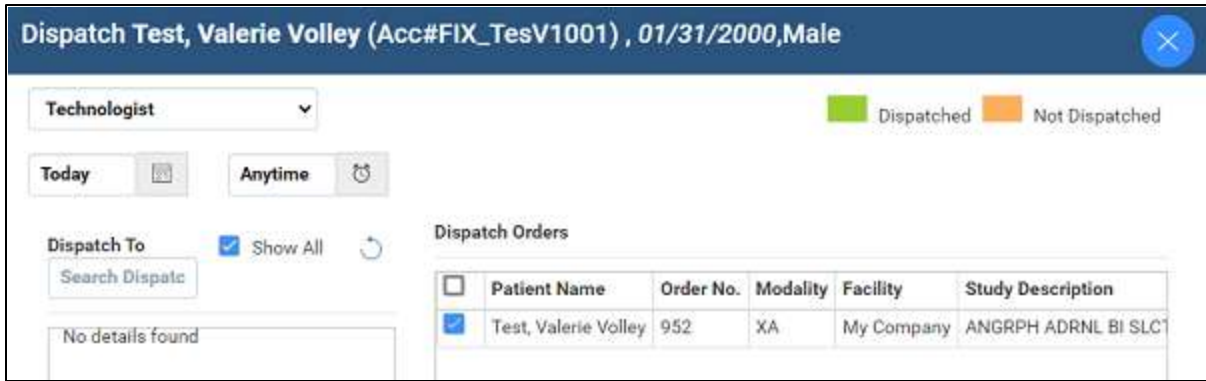 Dispatch Test, Valerie Volley (Acc#FIX_TesV1001) , 01/31/2000,Male
Technologist
Dispatched Not Dispatched
Today Anytime
Dispatch To Show All
Search Dispatc
No details found
Dispatch Orders
Patient Name Order No. Modality Facility Study Description
Test, Valerie Volley 952 XA My Company ANGRPH ADRNL BI SLCT